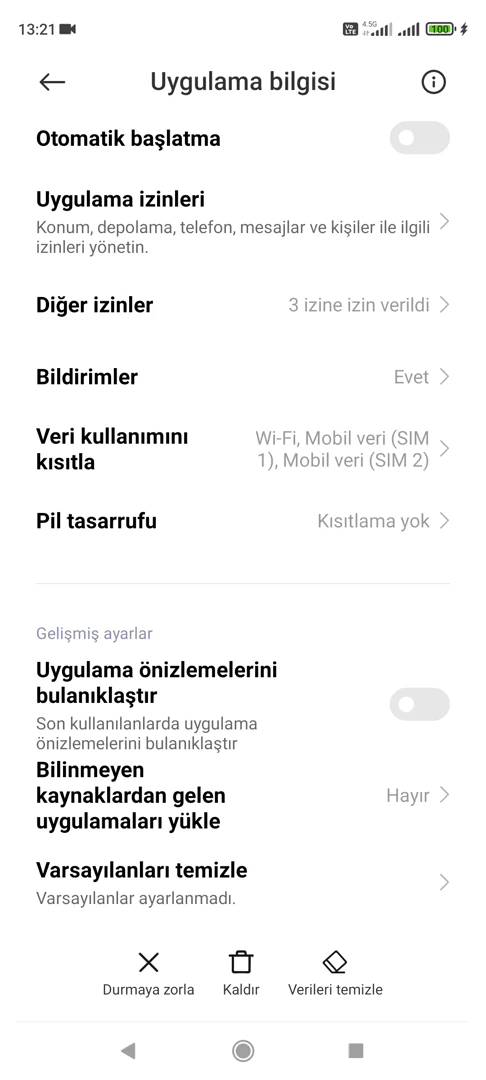 13:21
Vo
LTE
4.5G
100
Uygulama bilgisi
Otomatik başlatma
Uygulama izinleri
Konum, depolama, telefon, mesajlar ve kişiler ile ilgili
izinleri yönetin.
Diğer izinler
3 izine izin verildi
Bildirimler
Evet
Veri kullanımını
kısıtla
Wi-Fi, Mobil veri (SIM
1), Mobil veri (SIM 2)
Pil tasarrufu
Kısıtlama yok
Gelişmiş ayarlar
Uygulama önizlemelerini
bulanıklaştır
Son kullanılanlarda uygulama
önizlemelerini bulanıklaştır
Bilinmeyen
kaynaklardan gelen
uygulamaları yükle
Hayır
Varsayılanları temizle
Varsayılanlar ayarlanmadı.
Durmaya zorla
Kaldır
Verileri temizle